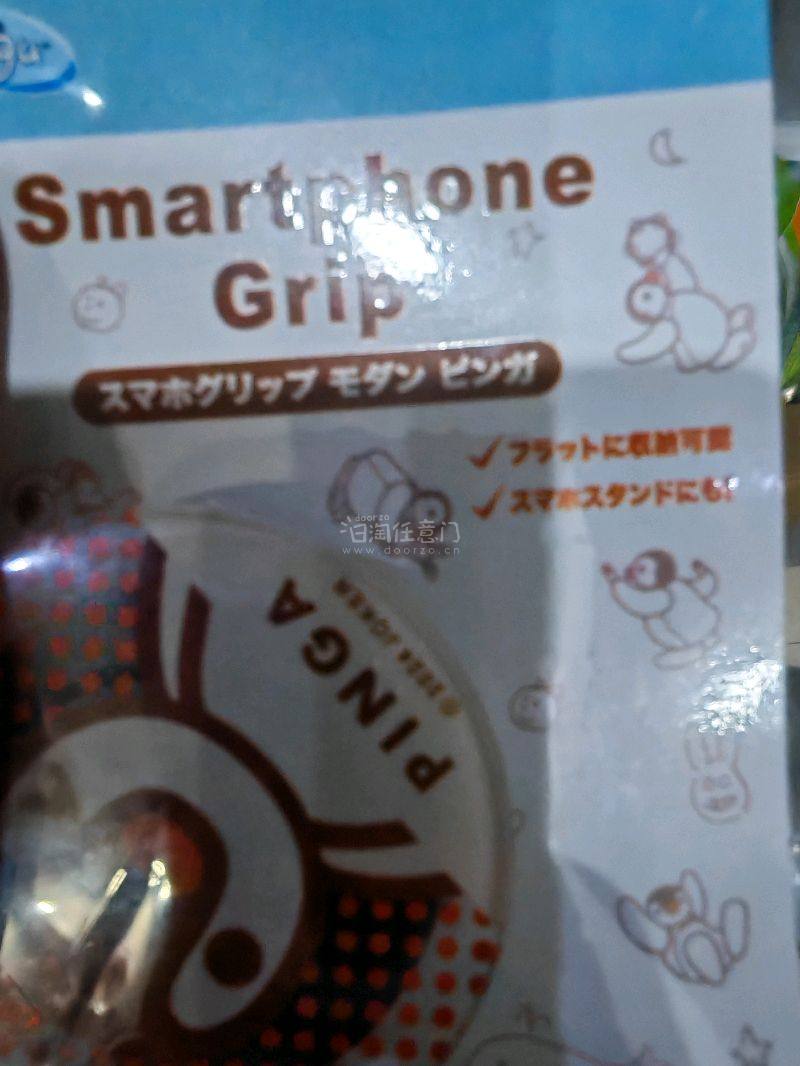 Smartphone
Grip
スマホグリップ モダン ピンガ
✓フラットに収納可能
✓スマホスタンドにも!
doorzo
任意门
www.doorzo.cn
PINGA
JOKER